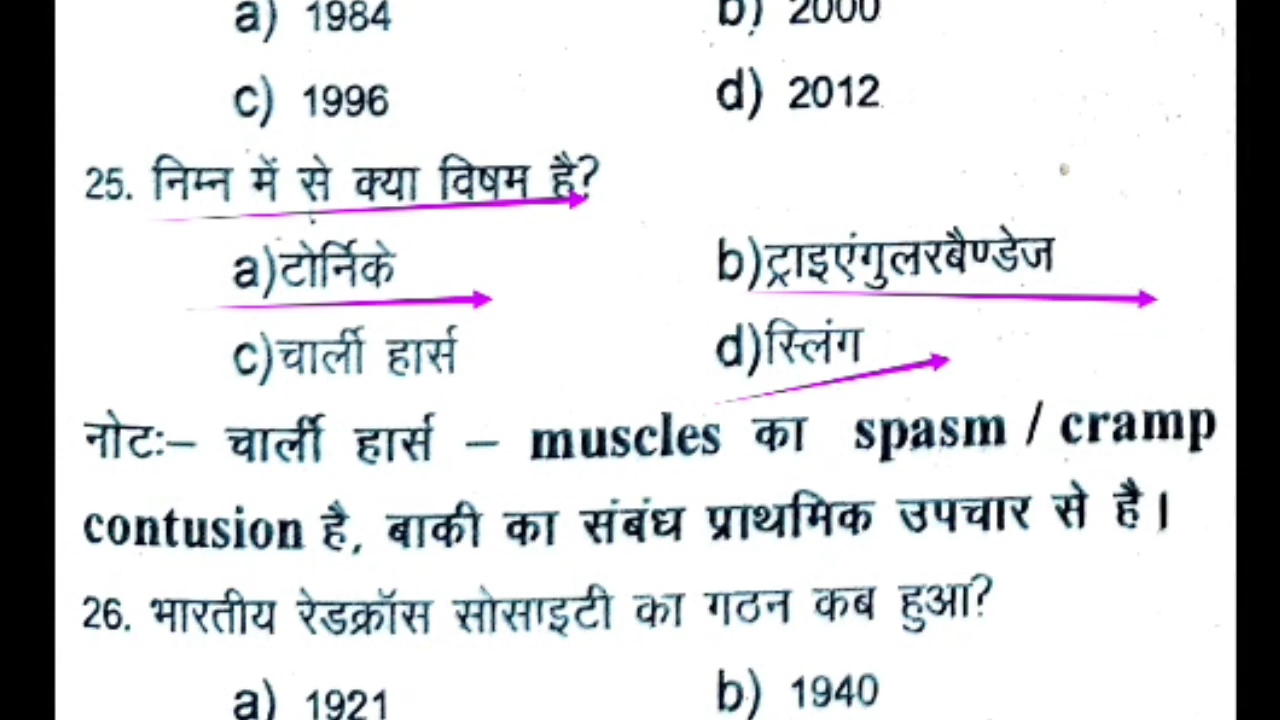 a) 1984 b) 2000
c) 1996 d) 2012
25. निम्न में से क्या विषम है?
a)टोर्निके b)ट्राइएंगुलरबैण्डेज
c)चार्ली हार्स d)स्लिंग
नोटः– चार्ली हार्स – muscles का spasm / cramp
contusion है, बाकी का संबंध प्राथमिक उपचार से है।
26. भारतीय रेडक्रॉस सोसाइटी का गठन कब हुआ?
a) 1921 b) 1940